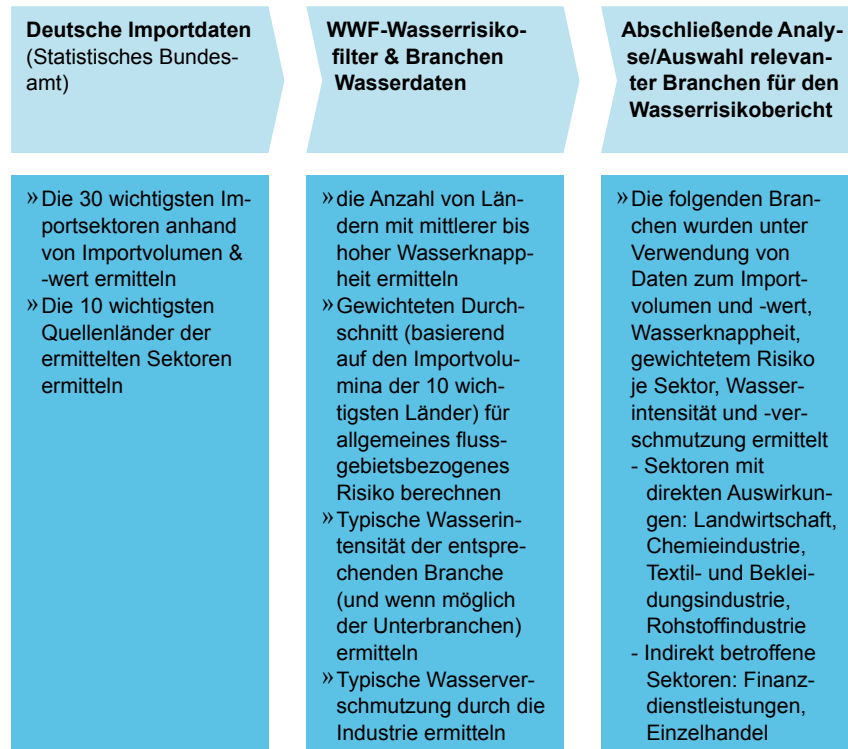 Deutsche Importdaten
(Statistisches Bundes-
amt)
WWF-Wasserrisiko-
filter & Branchen
Wasserdaten
Abschließende Analy-
se/Auswahl relevan-
ter Branchen für den
Wasserrisikobericht
» Die 30 wichtigsten Im-
portsektoren anhand
von Importvolumen &
-wert ermitteln
» Die 10 wichtigsten
Quellenländer der
ermittelten Sektoren
ermitteln
» die Anzahl von Län-
dern mit mittlerer bis
hoher Wasserknapp-
heit ermitteln
» Gewichteten Durch-
schnitt (basierend
auf den Importvolu-
mina der 10 wich-
tigsten Länder) für
allgemeines fluss-
gebietsbezogenes
Risiko berechnen
» Typische Wasserin-
tensität der entspre-
chenden Branche
(und wenn möglich
der Unterbranchen)
ermitteln
» Typische Wasserver-
schmutzung durch die
Industrie ermitteln
» Die folgenden Bran-
chen wurden unter
Verwendung von
Daten zum Import-
volumen und -wert,
Wasserknappheit,
gewichtetem Risiko
je Sektor, Wasser-
intensität und -ver-
schmutzung ermittelt
- Sektoren mit
direkten Auswirkun-
gen: Landwirtschaft,
Chemieindustrie,
Textil- und Beklei-
dungsindustrie,
Rohstoffindustrie
- Indirekt betroffene
Sektoren: Finanz-
dienstleistungen,
Einzelhandel